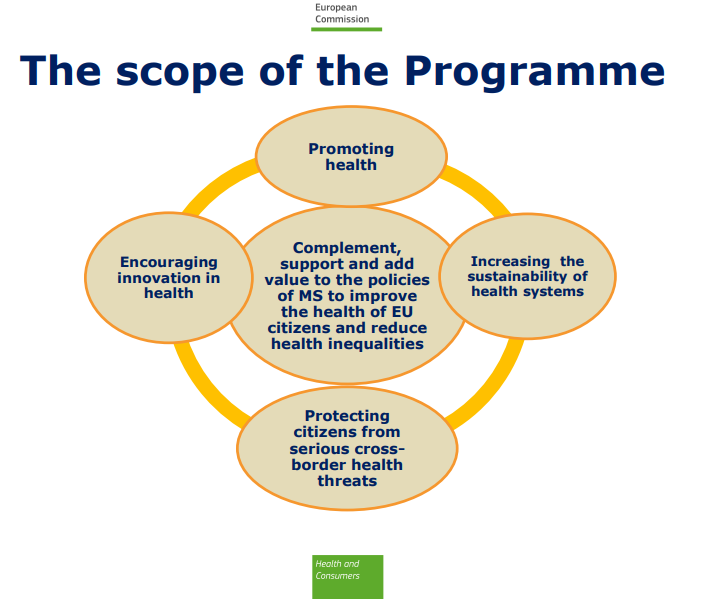 European
Commission
The scope of the Programme
Promoting
health
Encouraging
innovation in
health
Complement,
support and add
value to the policies
of MS to improve
the health of EU
citizens and reduce
health inequalities
Increasing the
sustainability of
health systems
Protecting
citizens from
serious cross-
border health
threats
Health and
Consumers